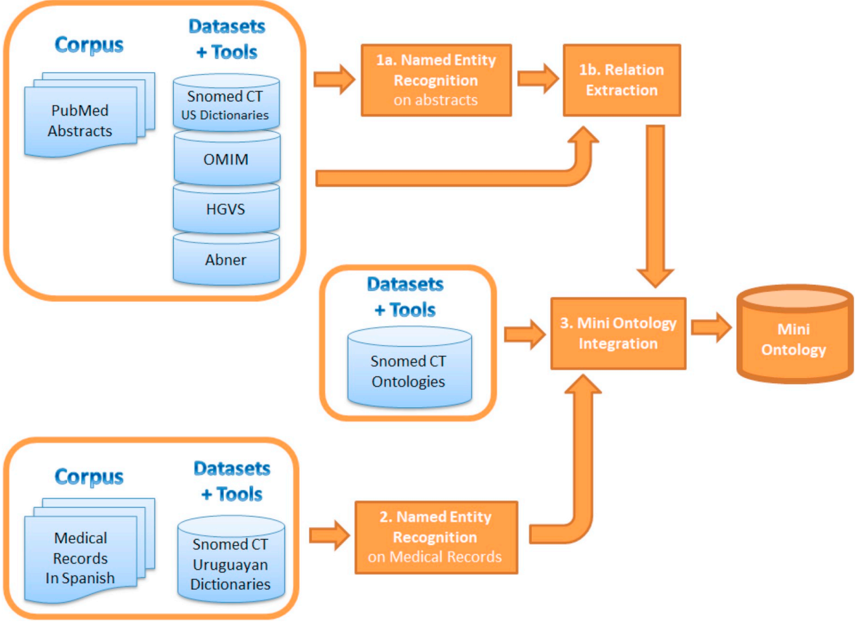 Corpus
PubMed
Abstracts
Datasets
+ Tools
Snomed CT
US Dictionaries
OMIM
HGVS
Abner
1a. Named Entity
Recognition
on abstracts
1b. Relation
Extraction
Datasets
+ Tools
Snomed CT
Ontologies
3. Mini Ontology
Integration
Mini
Ontology
Corpus
Medical
Records
In Spanish
Datasets
+ Tools
Snomed CT
Uruguayan
Dictionaries
2. Named Entity
Recognition
on Medical Records